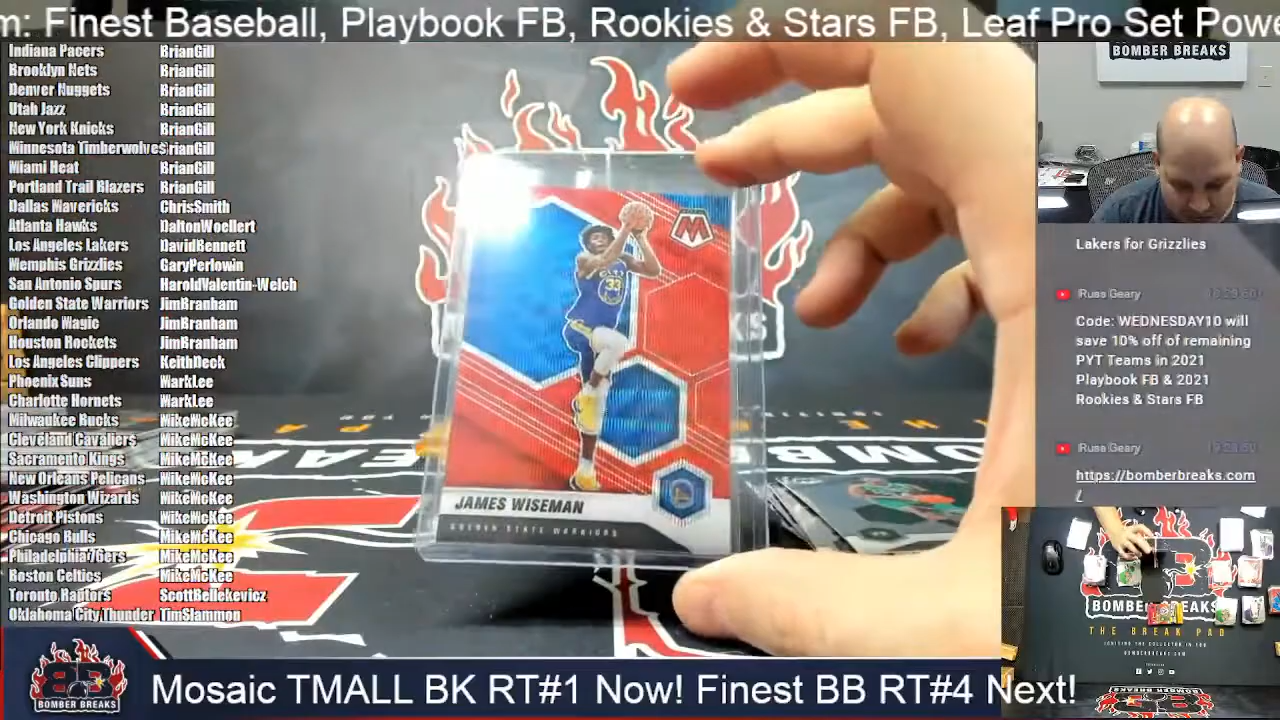 m: Finest Baseball, Playbook FB, Rookies & Stars FB, Leaf Pro Set Powe
Indiana Pacers BrianGill
Brooklyn Nets BrianGill
Denver Nuggets BrianGill
Utah Jazz BrianGill
New York Knicks BrianGill
Minnesota Timberwolves BrianGill
Miami Heat BrianGill
Portland Trail Blazers BrianGill
Dallas Mavericks ChrisSmith
Atlanta Hawks DaltonWoellert
Los Angeles Lakers DavidBennett
Memphis Grizzlies GaryPerlowin
San Antonio Spurs HaroldValentin-Welch
Golden State Warriors JimBranham
Orlando Magic JimBranham
Houston Rockets JimBranham
Los Angeles Clippers KeithDeck
Phoenix Suns MarkLee
Charlotte Hornets MarkLee
Milwaukee Bucks MikeMcKee
Cleveland Cavaliers MikeMcKee
Sacramento Kings MikeMcKee
New Orleans Pelicans MikeMcKee
Washington Wizards MikeMcKee
Detroit Pistons MikeMcKee
Chicago Bulls MikeMcKee
Philadelphia 76ers MikeMcKee
Boston Celtics MikeMcKee
Toronto Raptors ScottBellekevicz
Oklahoma City Thunder TimSlammon
JAMES WISEMAN
GOLDEN STATE WARRIORS
33
BOMBER BREAKS
Lakers for Grizzlies
Russ Geary
Code: WEDNESDAY10 will
save 10% off of remaining
PYT Teams in 2021
Playbook FB & 2021
Rookies & Stars FB
Russ Geary
https://bomberbreaks.com
/
BOMBER BREAKS
THE BREAK PAD
BOMBER BREAKS
Mosaic TMALL BK RT#1 Now! Finest BB RT#4 Next!